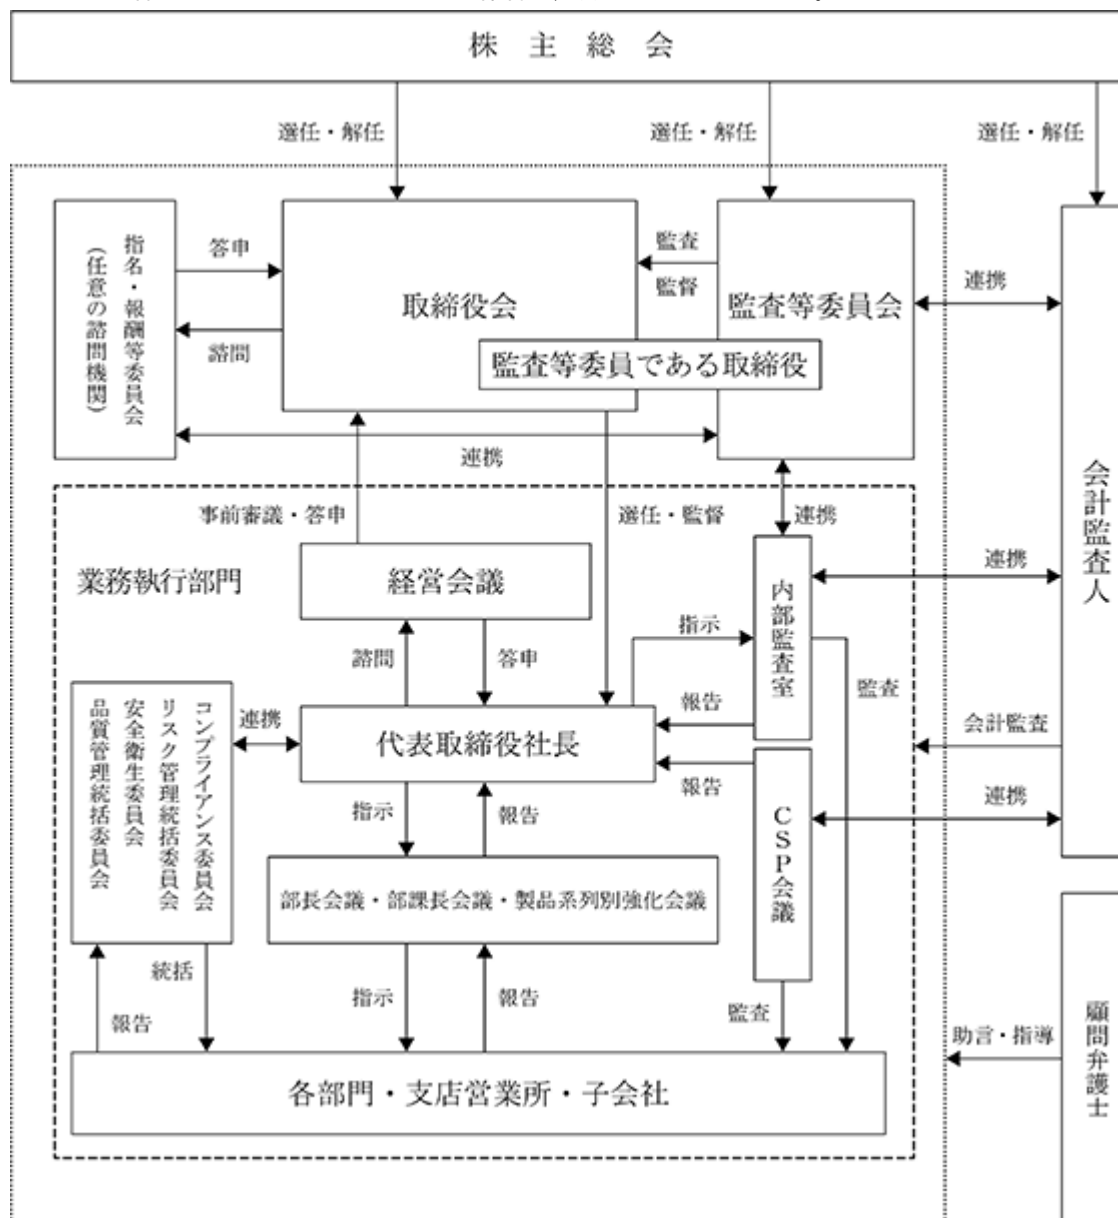 株主総会
選任・解任
選任・解任
選任・解任
指名・報酬等委員会
(任意の諮問機関)
答申
諮問
取締役会
監査
監督
監査等委員会
監査等委員である取締役
連携
連携
会計監査人
事前審議・答申
選任・監督
連携
業務執行部門
経営会議
内部監査室
連携
諮問
答申
指示
監査
コンプライアンス委員会
リスク管理統括委員会
安全衛生委員会
品質管理統括委員会
連携
代表取締役社長
報告
報告
会計監査
連携
指示
報告
CSP会議
部長会議・部課長会議・製品系列別強化会議
統括
報告
指示
報告
監査
助言・指導
顧問弁護士
各部門・支店営業所・子会社